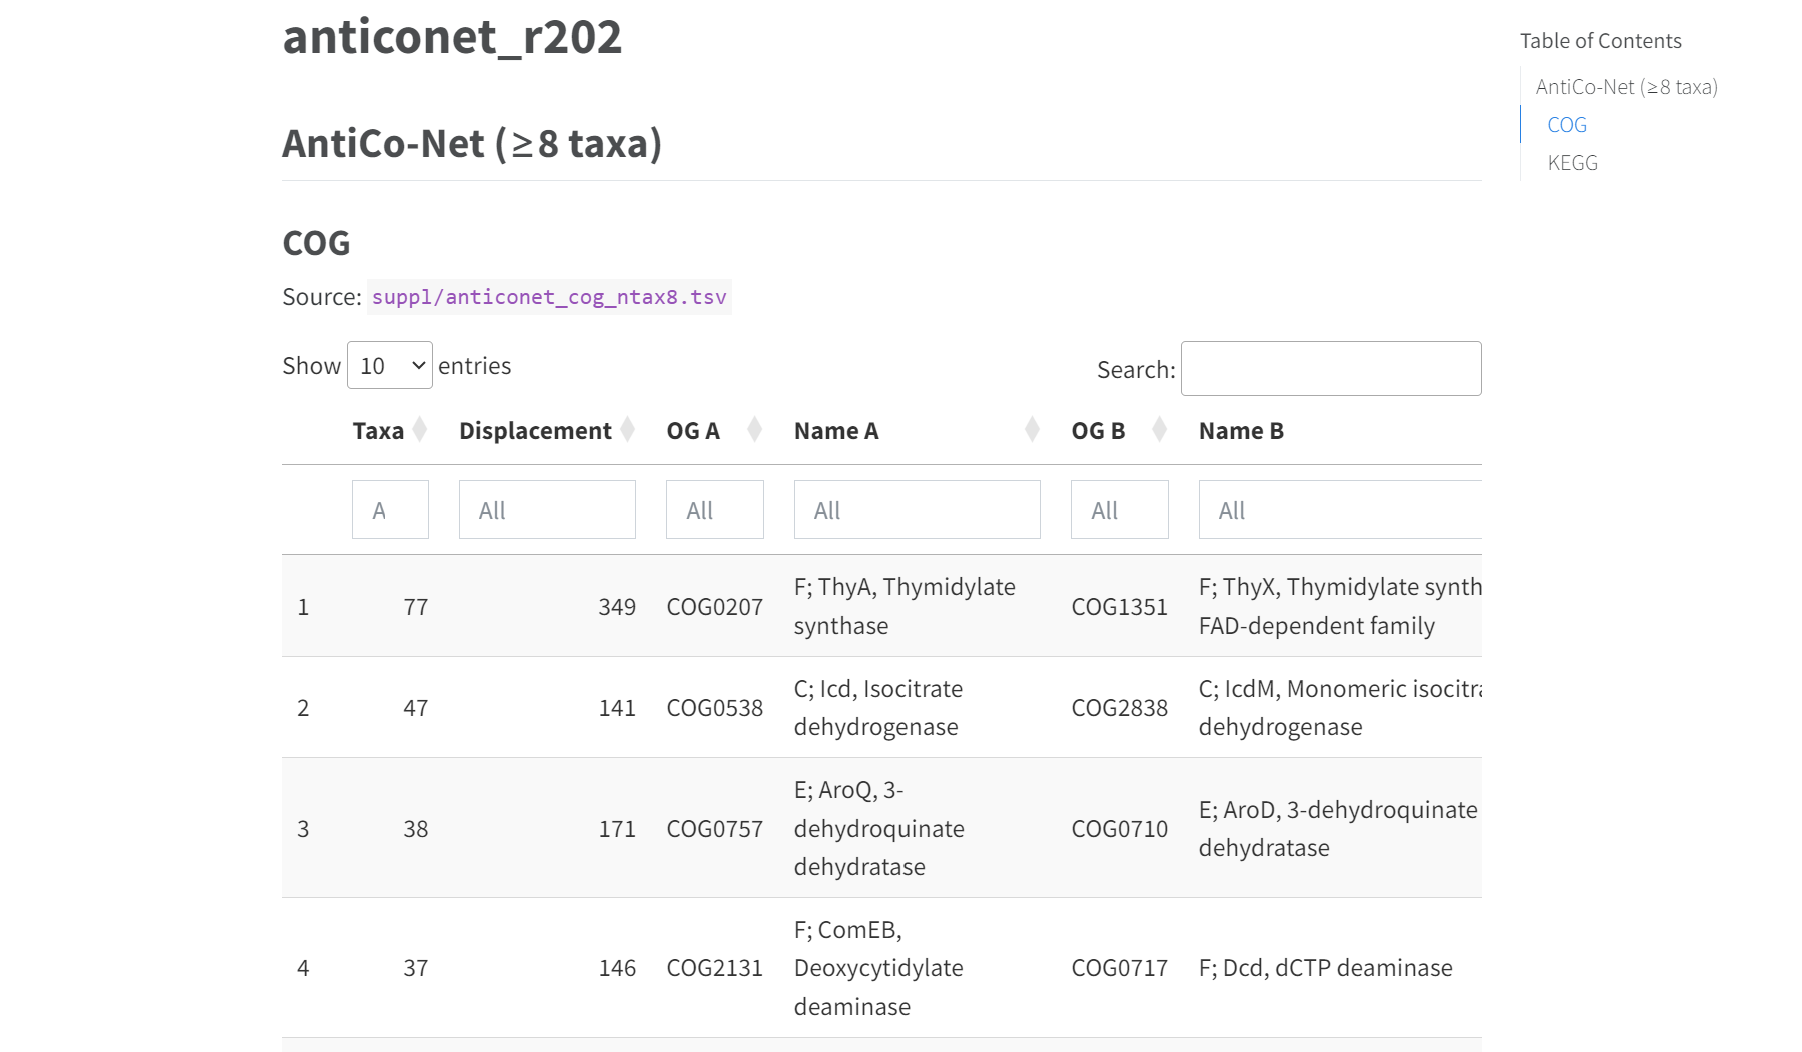 anticonet_r202
Table of Contents
AntiCo-Net (≥8 taxa)
COG
KEGG
AntiCo-Net (≥8 taxa)
COG
Source: suppl/anticonet_cog_ntax8.tsv
Show 10 entries
Search:
Taxa Displacement OG A Name A OG B Name B
A All All All All All
1 77 349 COG0207 F; ThyA, Thymidylate synthase COG1351 F; ThyX, Thymidylate synth FAD-dependent family
2 47 141 COG0538 C; Icd, Isocitrate dehydrogenase COG2838 C; IcdM, Monomeric isocitra dehydrogenase
3 38 171 COG0757 E; AroQ, 3-dehydroquinate dehydratase COG0710 E; AroD, 3-dehydroquinate dehydratase
4 37 146 COG2131 F; ComEB, Deoxycytidylate deaminase COG0717 F; Dcd, dCTP deaminase